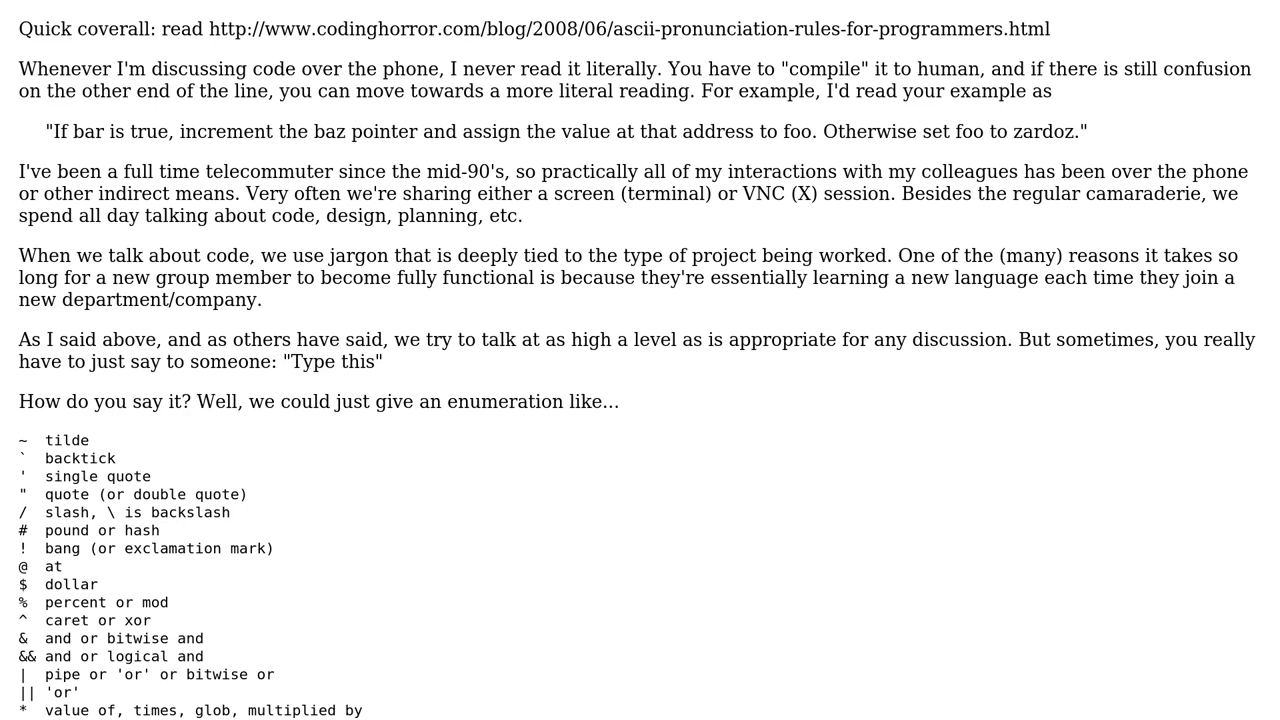 Quick coverall: read http://www.codinghorror.com/blog/2008/06/ascii-pronunciation-rules-for-programmers.html
Whenever I'm discussing code over the phone, I never read it literally. You have to "compile" it to human, and if there is still confusion
on the other end of the line, you can move towards a more literal reading. For example, I'd read your example as
"If bar is true, increment the baz pointer and assign the value at that address to foo. Otherwise set foo to zardoz."
I've been a full time telecommuter since the mid-90's, so practically all of my interactions with my colleagues has been over the phone
or other indirect means. Very often we're sharing either a screen (terminal) or VNC (X) session. Besides the regular camaraderie, we
spend all day talking about code, design, planning, etc.
When we talk about code, we use jargon that is deeply tied to the type of project being worked. One of the (many) reasons it takes so
long for a new group member to become fully functional is because they're essentially learning a new language each time they join a
new department/company.
As I said above, and as others have said, we try to talk at as high a level as is appropriate for any discussion. But sometimes, you really
have to just say to someone: "Type this"
How do you say it? Well, we could just give an enumeration like...
~  tilde
`  backtick
'  single quote
"  quote (or double quote)
/  slash, \ is backslash
#  pound or hash
!  bang (or exclamation mark)
@  at
$  dollar
%  percent or mod
^  caret or xor
&  and or bitwise and
&& and or logical and
|  pipe or 'or' or bitwise or
|| 'or'
*  value of, times, glob, multiplied by